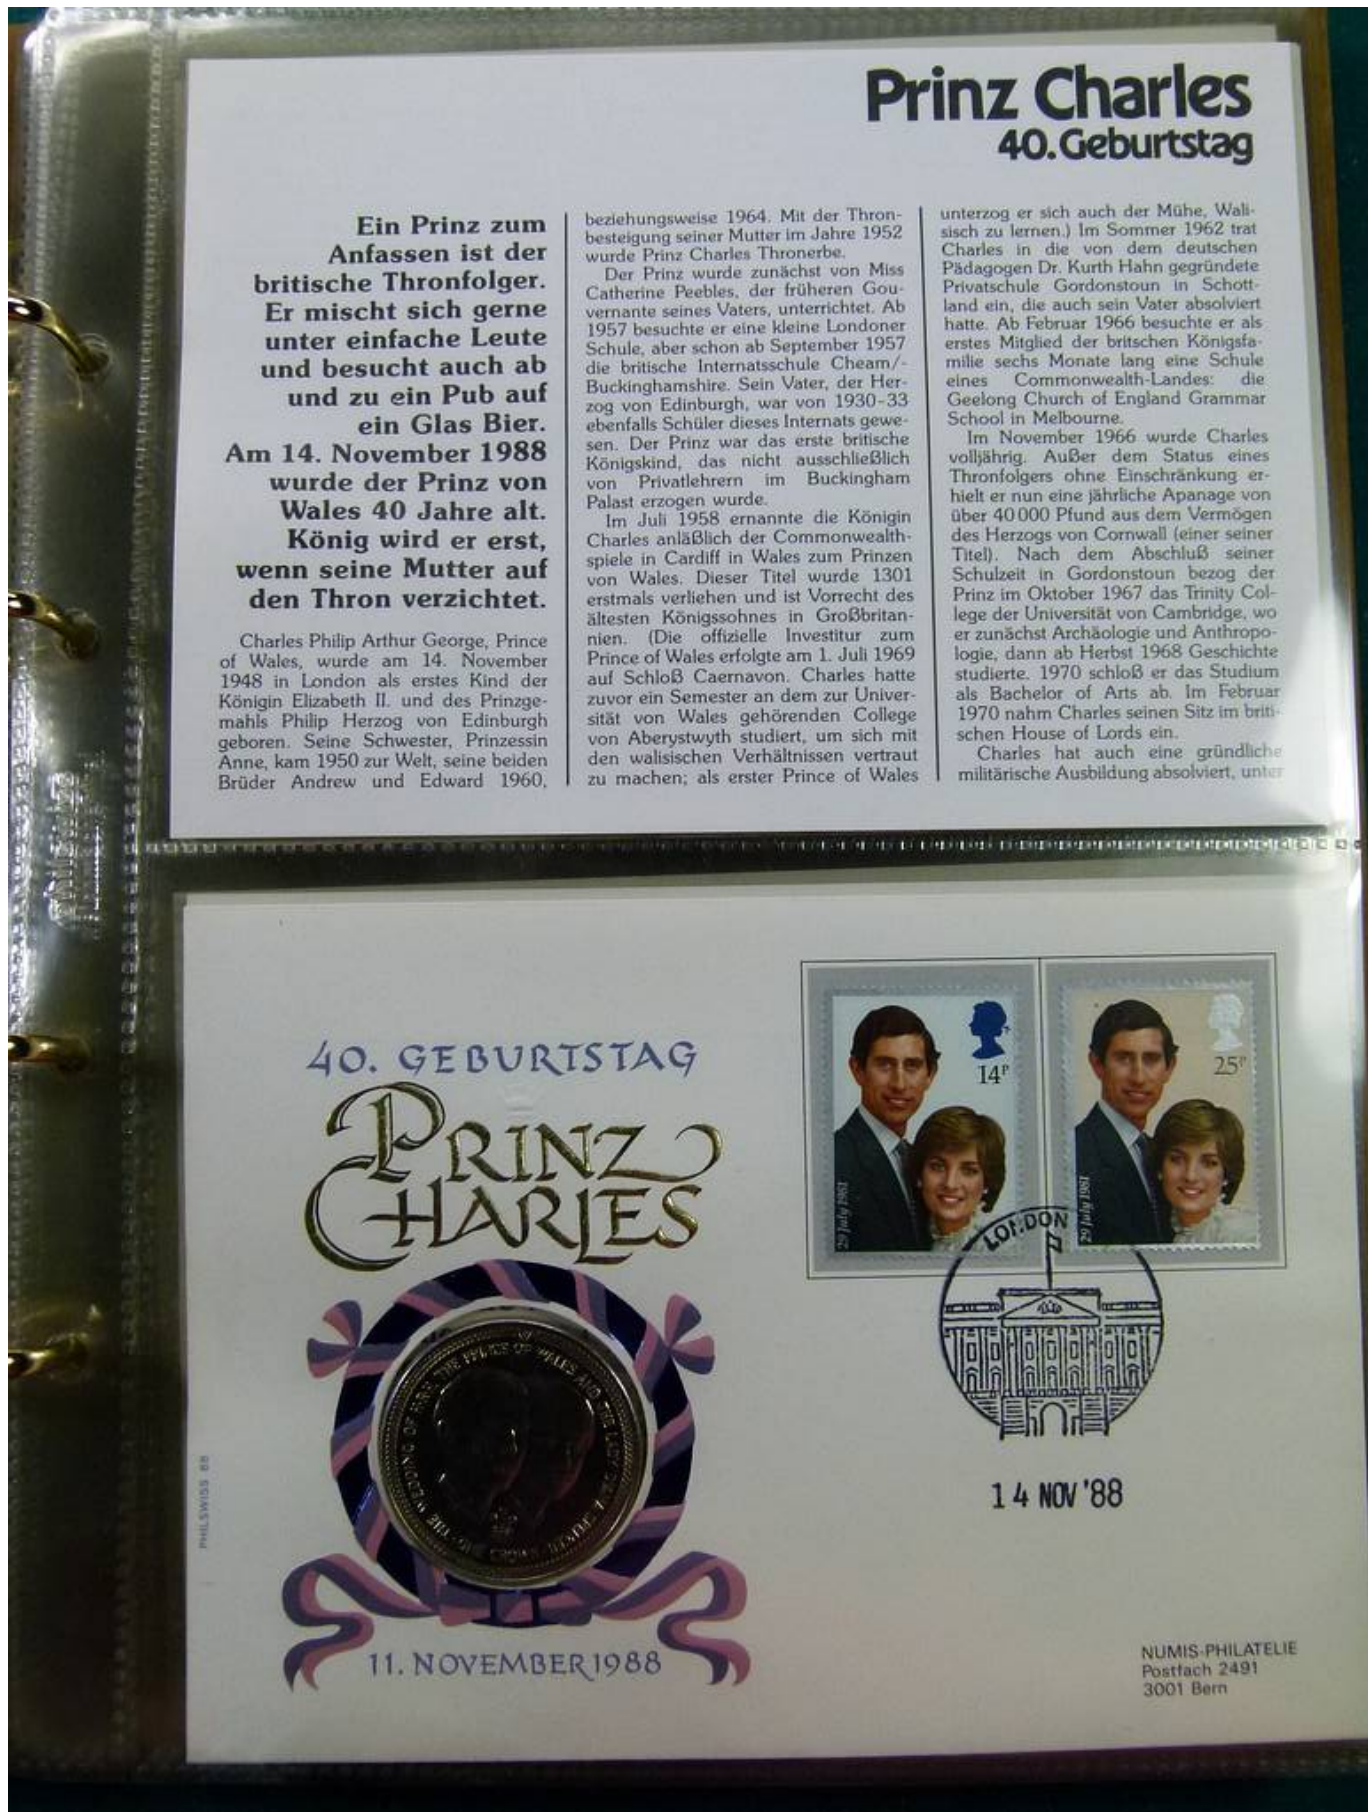 Prinz Charles
40. Geburtstag
Ein Prinz zum
Anfassen ist der
britische Thronfolger.
Er mischt sich gerne
unter einfache Leute
und besucht auch ab
und zu ein Pub auf
ein Glas Bier.
Am 14. November 1988
wurde der Prinz von
Wales 40 Jahre alt.
König wird er erst,
wenn seine Mutter auf
den Thron verzichtet.
Charles Philip Arthur George, Prince
of Wales, wurde am 14. November
1948 in London als erstes Kind der
Königin Elizabeth II. und des Prinzge-
mahls Philip Herzog von Edinburgh
geboren. Seine Schwester, Prinzessin
Anne, kam 1950 zur Welt, seine beiden
Brüder Andrew und Edward 1960,
beziehungsweise 1964. Mit der Thron-
besteigung seiner Mutter im Jahre 1952
wurde Prinz Charles Thronerbe.
Der Prinz wurde zunächst von Miss
Catherine Peebles, der früheren Gou-
vernante seines Vaters, unterrichtet. Ab
1957 besuchte er eine kleine Londoner
Schule, aber schon ab September 1957
die britische Internatsschule Cheam/-
Buckinghamshire. Sein Vater, der Her-
zog von Edinburgh, war von 1930-33
ebenfalls Schüler dieses Internats gewe-
sen. Der Prinz war das erste britische
Königskind, das nicht ausschließlich
von Privatlehrern im Buckingham
Palast erzogen wurde.
Im Juli 1958 ernannte die Königin
Charles anläßlich der Commonwealth-
spiele in Cardiff in Wales zum Prinzen
von Wales. Dieser Titel wurde 1301
erstmals verliehen und ist Vorrecht des
ältesten Königssohnes in Großbritan-
nien. (Die offizielle Investitur zum
Prince of Wales erfolgte am 1. Juli 1969
auf Schloß Caernavon. Charles hatte
zuvor ein Semester an dem zur Univer-
sität von Wales gehörenden College
von Aberystwyth studiert, um sich mit
den walisischen Verhältnissen vertraut
zu machen; als erster Prince of Wales
unterzog er sich auch der Mühe, Wali-
sisch zu lernen.) Im Sommer 1962 trat
Charles in die von dem deutschen
Pädagogen Dr. Kurth Hahn gegründete
Privatschule Gordonstoun in Schott-
land ein, die auch sein Vater absolviert
hatte. Ab Februar 1966 besuchte er als
erstes Mitglied der britschen Königsfa-
milie sechs Monate lang eine Schule
eines Commonwealth-Landes: die
Geelong Church of England Grammar
School in Melbourne.
Im November 1966 wurde Charles
volljährig. Außer dem Status eines
Thronfolgers ohne Einschränkung er-
hielt er nun eine jährliche Apanage von
über 40 000 Pfund aus dem Vermögen
des Herzogs von Cornwall (einer seiner
Titel). Nach dem Abschluß seiner
Schulzeit in Gordonstoun bezog der
Prinz im Oktober 1967 das Trinity Col-
lege der Universität von Cambridge, wo
er zunächst Archäologie und Anthropo-
logie, dann ab Herbst 1968 Geschichte
studierte. 1970 schloß er das Studium
als Bachelor of Arts ab. Im Februar
1970 nahm Charles seinen Sitz im briti-
schen House of Lords ein.
Charles hat auch eine gründliche
militärische Ausbildung absolviert, unter
40. GEBURTSTAG
PRINZ
CHARLES
THE WEDDING OF H.R.H. THE PRINCE OF WALES AND THE LADY
CROWN
11. NOVEMBER 1988
PHILSWISS 88
14P
29 July 1981
25P
29 July 1981
LONDON
14 NOV '88
NUMIS-PHILATELIE
Postfach 2491
3001 Bern